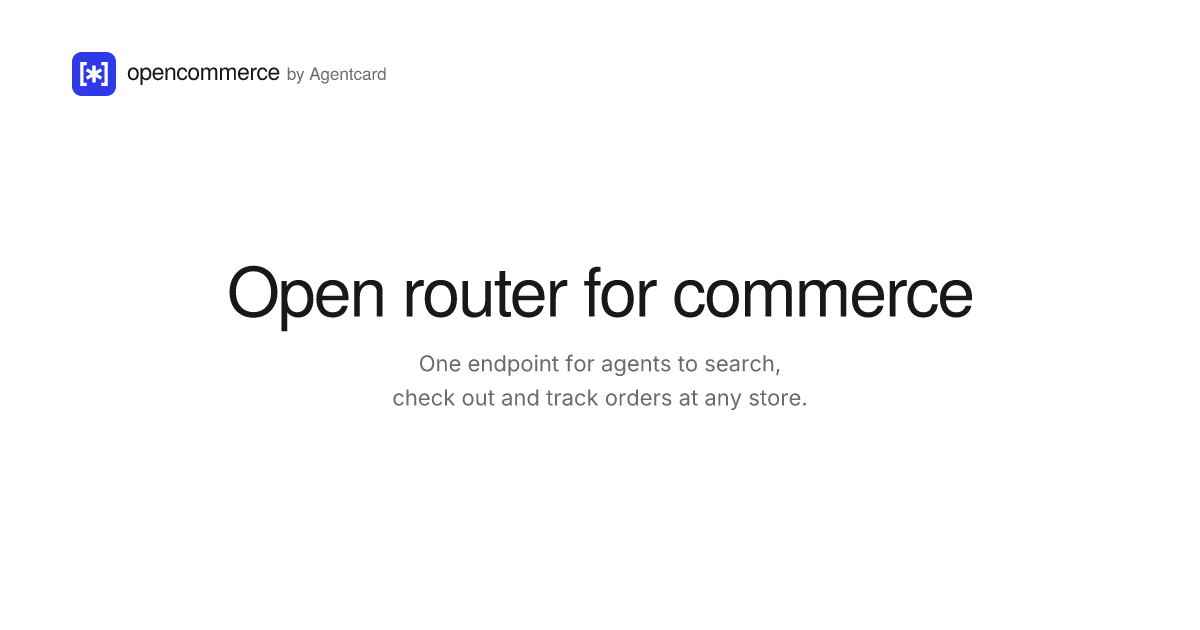 [*] opencommerce by Agentcard
Open router for commerce
One endpoint for agents to search,
check out and track orders at any store.